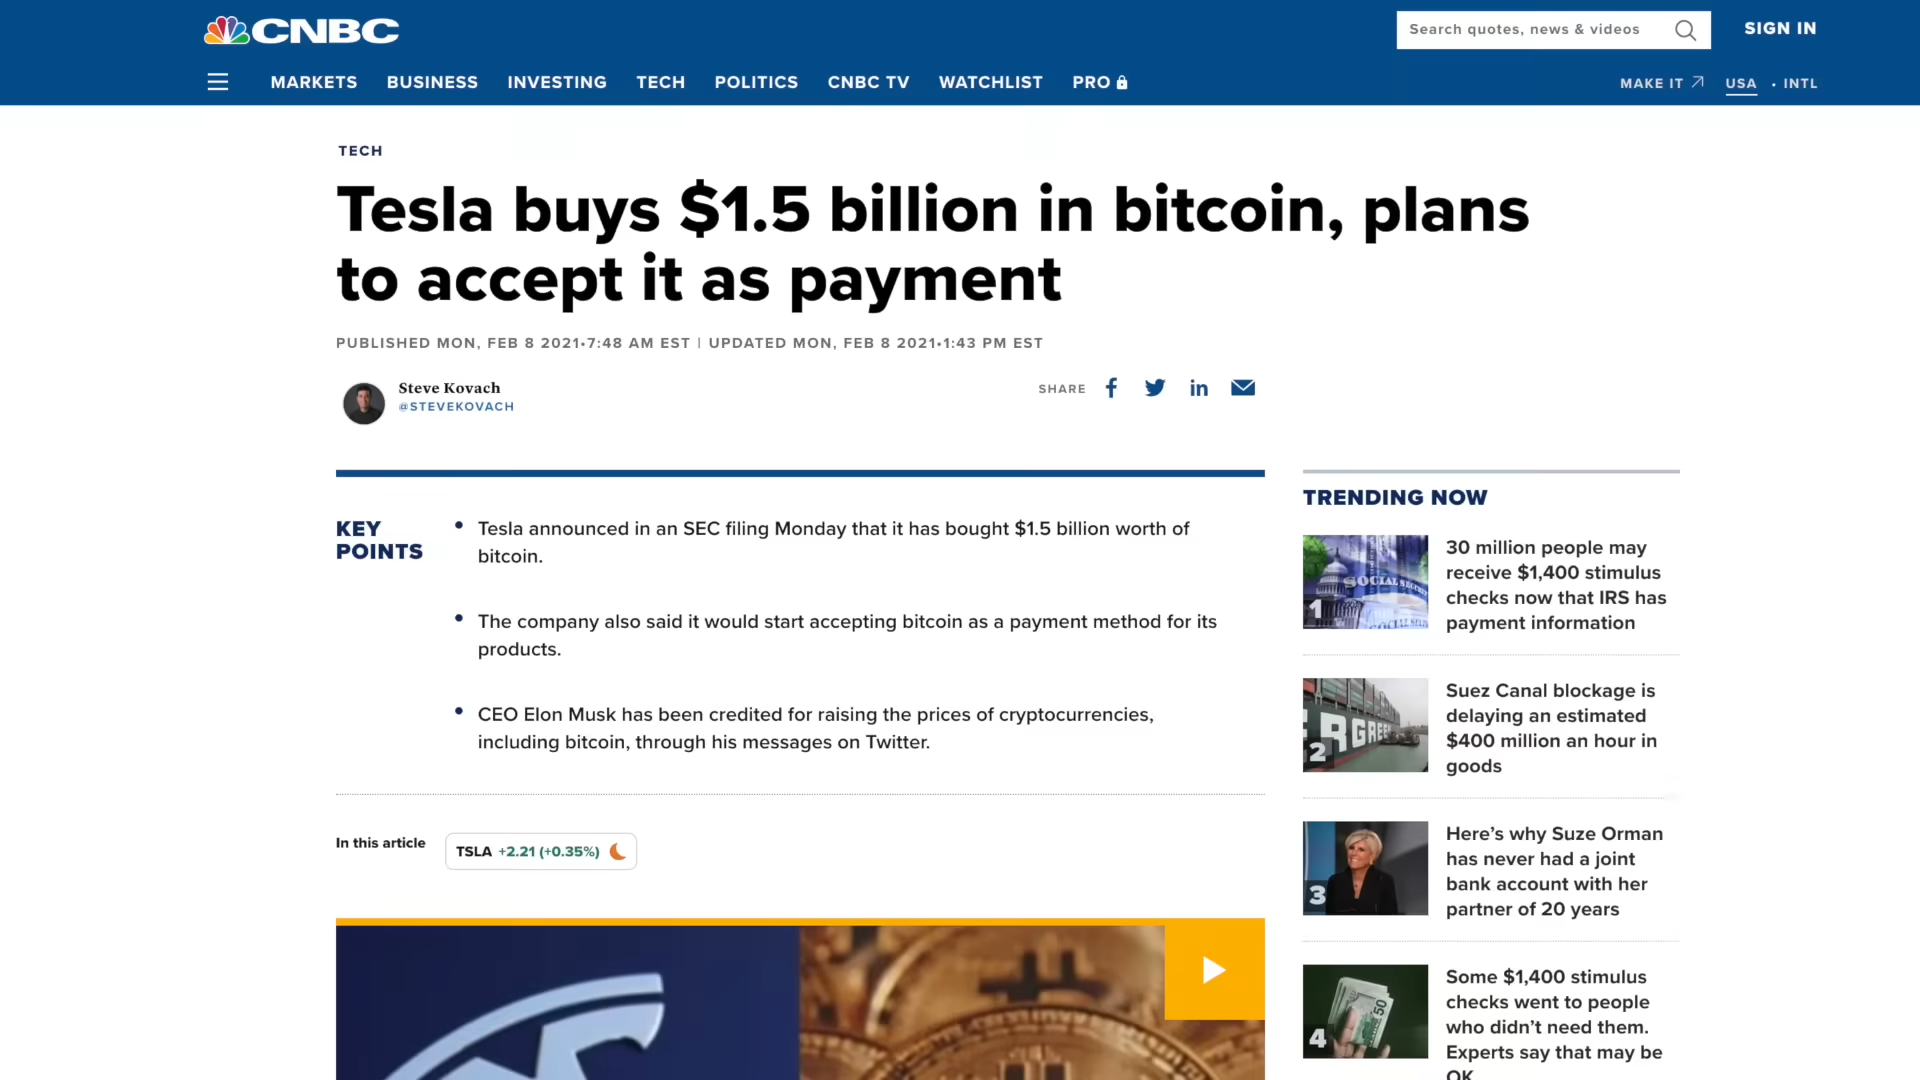 CNBC
Search quotes, news & videos
SIGN IN
MARKETS BUSINESS INVESTING TECH POLITICS CNBC TV WATCHLIST PRO
MAKE IT USA • INTL
TECH
Tesla buys $1.5 billion in bitcoin, plans
to accept it as payment
PUBLISHED MON, FEB 8 2021•7:48 AM EST | UPDATED MON, FEB 8 2021•1:43 PM EST
Steve Kovach
@STEVEKOVACH
SHARE
KEY
POINTS
• Tesla announced in an SEC filing Monday that it has bought $1.5 billion worth of
bitcoin.
• The company also said it would start accepting bitcoin as a payment method for its
products.
• CEO Elon Musk has been credited for raising the prices of cryptocurrencies,
including bitcoin, through his messages on Twitter.
In this article
TSLA +2.21 (+0.35%)
TRENDING NOW
SOCIAL
1
30 million people may
receive $1,400 stimulus
checks now that IRS has
payment information
2
Suez Canal blockage is
delaying an estimated
$400 million an hour in
goods
3
Here's why Suze Orman
has never had a joint
bank account with her
partner of 20 years
50
4
Some $1,400 stimulus
checks went to people
who didn't need them.
Experts say that may be
OK